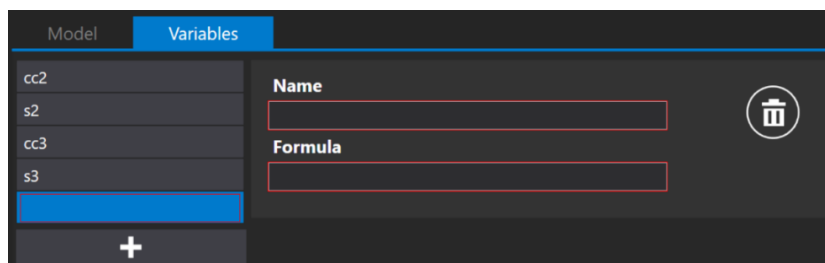 Model Variables
cc2
s2
cc3
s3
Name
Formula